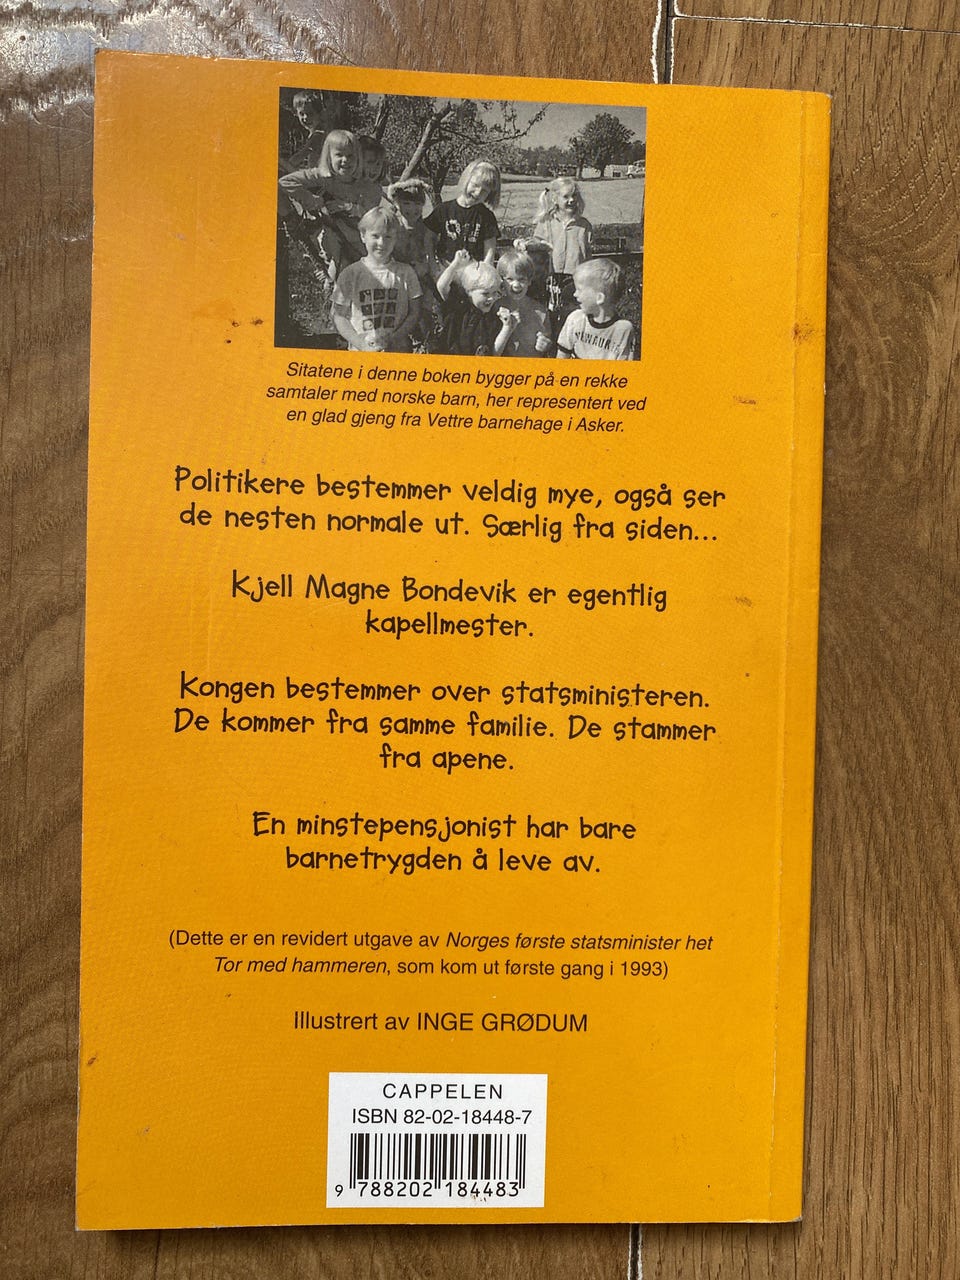 Sitatene i denne boken bygger på en rekke
samtaler med norske barn, her representert ved
en glad gjeng fra Vettre barnehage i Asker.
Politikere bestemmer veldig mye, også ser
de nesten normale ut. Særlig fra siden...
Kjell Magne Bondevik er egentlig
kapellmester.
Kongen bestemmer over statsministeren.
De kommer fra samme familie. De stammer
fra apene.
En minstepensjonist har bare
barnetrygden å leve av.
(Dette er en revidert utgave av Norges første statsminister het
Tor med hammeren, som kom ut første gang i 1993)
Illustrert av INGE GRØDUM
CAPPELEN
ISBN 82-02-18448-7
9 788202 184483